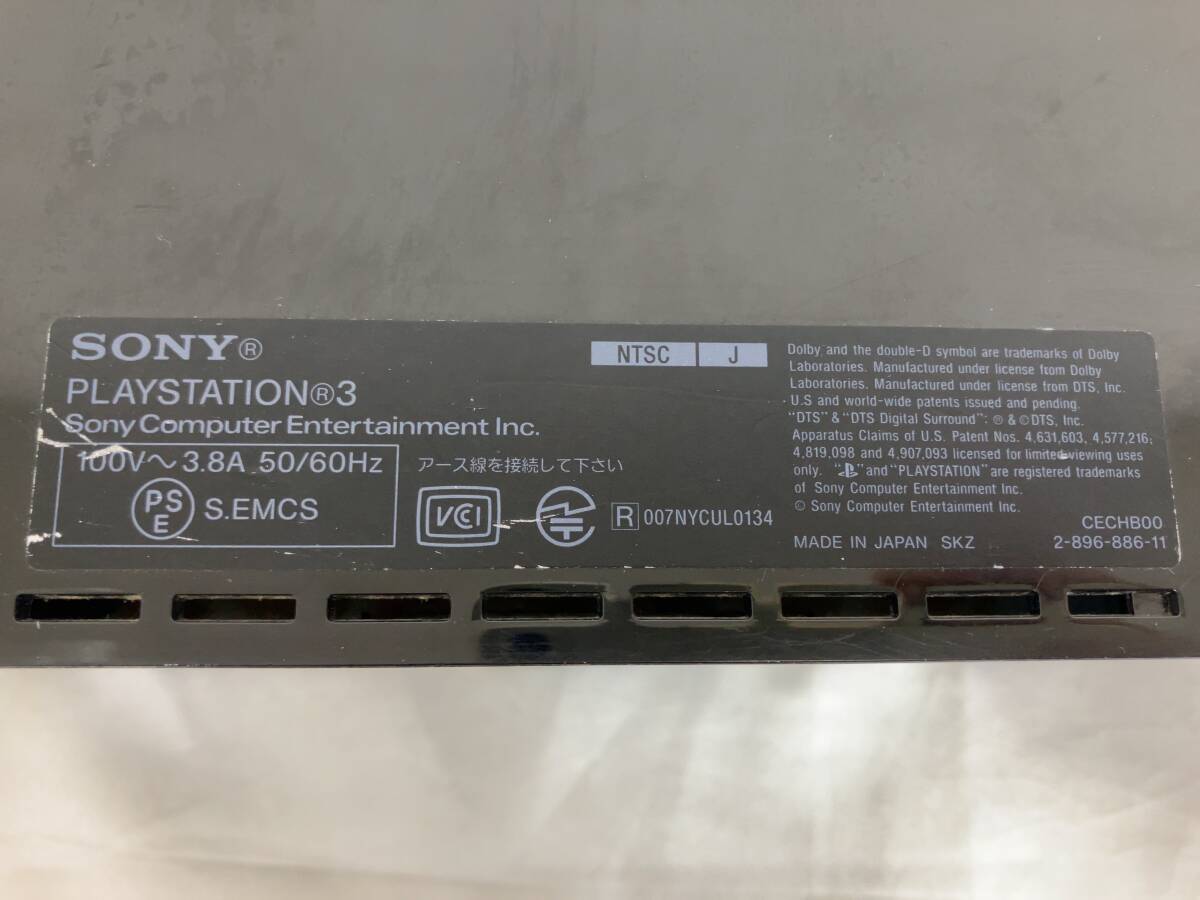 SONY®
PLAYSTATION®3
Sony Computer Entertainment Inc.
100V～3.8A 50/60Hz
PS
E
S.EMCS
アース線を接続して下さい
VCCI
R 007NYCUL0134
NTSC J
Dolby and the double-D symbol are trademarks of Dolby
Laboratories. Manufactured under license from Dolby
Laboratories. Manufactured under license from DTS, Inc.
U.S and world-wide patents issued and pending.
"DTS" & "DTS Digital Surround": ® & © DTS, Inc.
Apparatus Claims of U.S. Patent Nos. 4,631,603, 4,577,216,
4,819,098 and 4,907,093 licensed for limited viewing uses
only. "PS" and "PLAYSTATION" are registered trademarks
of Sony Computer Entertainment Inc.
© Sony Computer Entertainment Inc.
CECHB00
MADE IN JAPAN SKZ 2-896-886-11